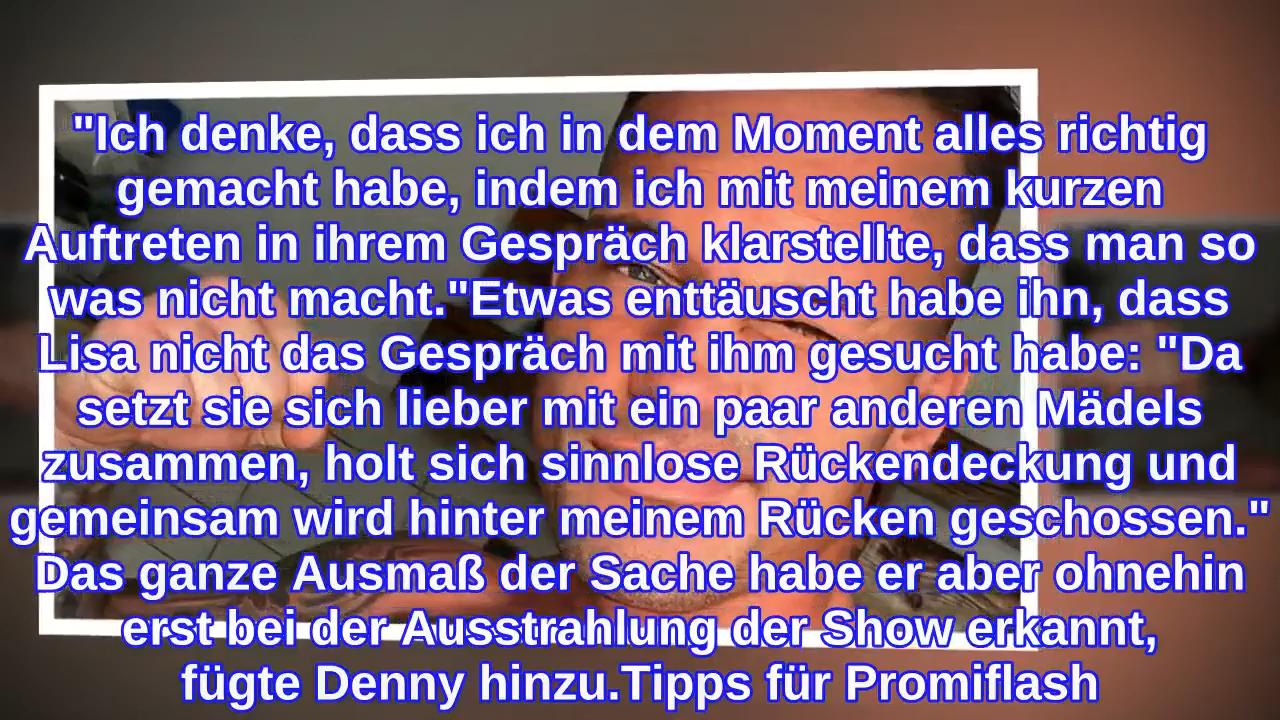 "Ich denke, dass ich in dem Moment alles richtig
gemacht habe, indem ich mit meinem kurzen
Auftreten in ihrem Gespräch klarstellte, dass man so
was nicht macht."Etwas enttäuscht habe ihn, dass
Lisa nicht das Gespräch mit ihm gesucht habe: "Da
setzt sie sich lieber mit ein paar anderen Mädels
zusammen, holt sich sinnlose Rückendeckung und
gemeinsam wird hinter meinem Rücken geschossen."
Das ganze Ausmaß der Sache habe er aber ohnehin
erst bei der Ausstrahlung der Show erkannt,
fügte Denny hinzu.Tipps für Promiflash